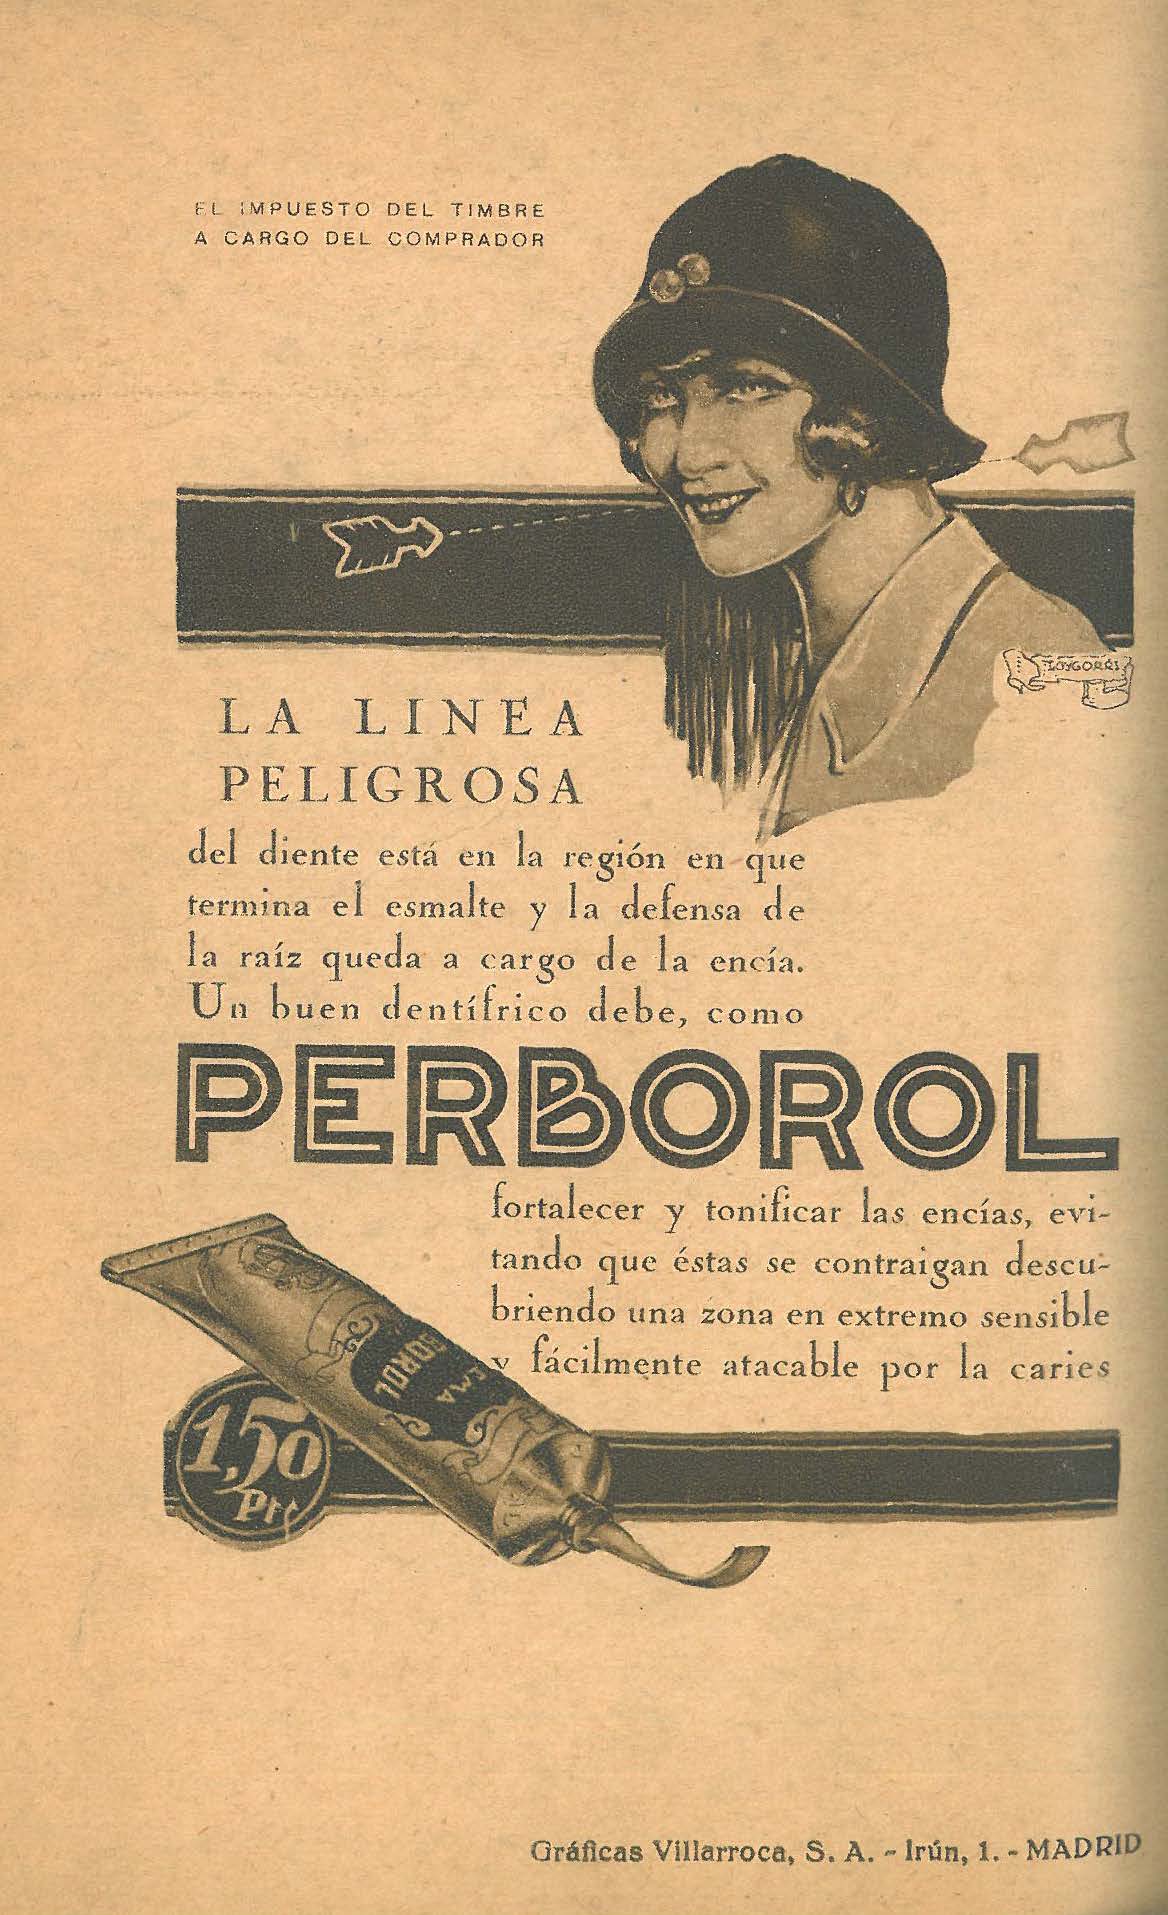 EL IMPUESTO DEL TIMBRE
A CARGO DEL COMPRADOR
LOYGORRI
LA LINEA
PELIGROSA
del diente está en la región en que
termina el esmalte y la defensa de
la raíz queda a cargo de la encía.
Un buen dentífrico debe, como
PERBOROL
fortalecer y tonificar las encías, evi-
tando que éstas se contraigan descu-
briendo una zona en extremo sensible
y fácilmente atacable por la caries
1,50
Gráficas Villarroca, S. A. - Irún, 1. - MADRID